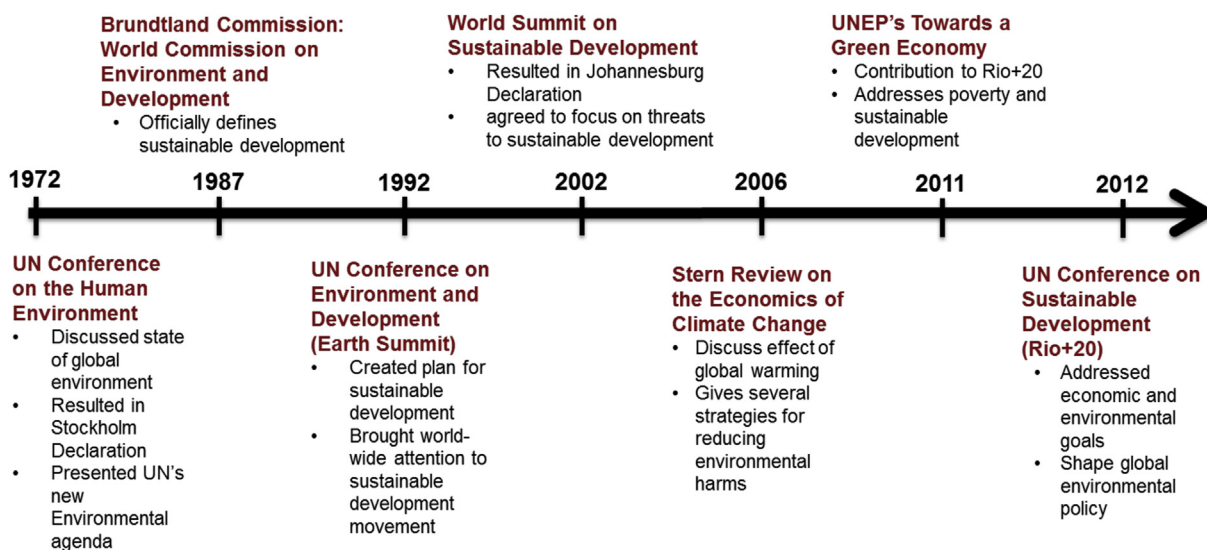 Brundtland Commission:
World Commission on
Environment and
Development
• Officially defines
sustainable development
World Summit on
Sustainable Development
• Resulted in Johannesburg
Declaration
• agreed to focus on threats
to sustainable development
UNEP’s Towards a
Green Economy
• Contribution to Rio+20
• Addresses poverty and
sustainable
development
1972 1987 1992 2002 2006 2011 2012
UN Conference
on the Human
Environment
• Discussed state
of global
environment
• Resulted in
Stockholm
Declaration
• Presented UN’s
new
Environmental
agenda
UN Conference on
Environment and
Development
(Earth Summit)
• Created plan for
sustainable
development
• Brought world-
wide attention to
sustainable
development
movement
Stern Review on
the Economics of
Climate Change
• Discuss effect of
global warming
• Gives several
strategies for
reducing
environmental
harms
UN Conference on
Sustainable
Development
(Rio+20)
• Addressed
economic and
environmental
goals
• Shape global
environmental
policy